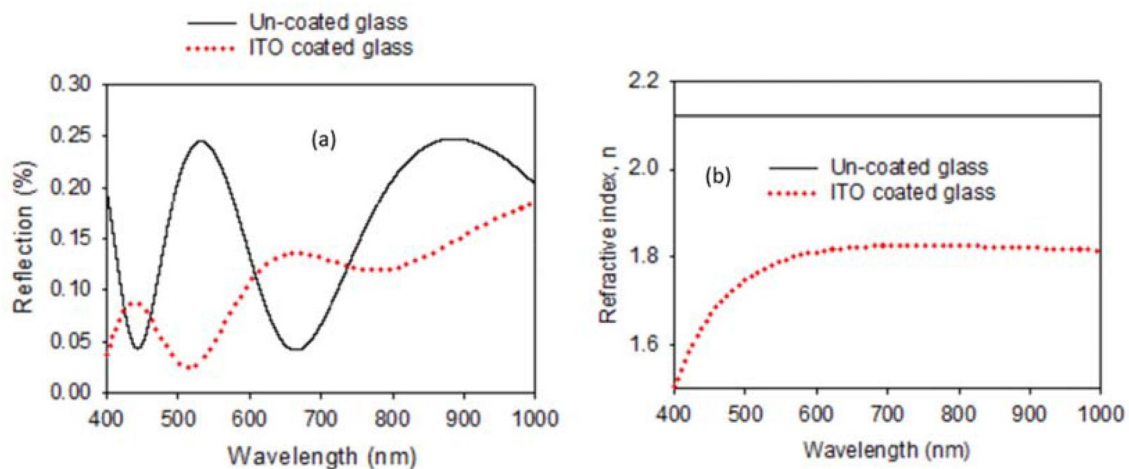 Un-coated glass
ITO coated glass
0.30
0.25
0.20
0.15
0.10
0.05
0.00
Reflection (%)
(a)
400 500 600 700 800 900 1000
Wavelength (nm)
2.2
2.0
1.8
1.6
Refractive index, n
(b)
Un-coated glass
ITO coated glass
400 500 600 700 800 900 1000
Wavelength (nm)